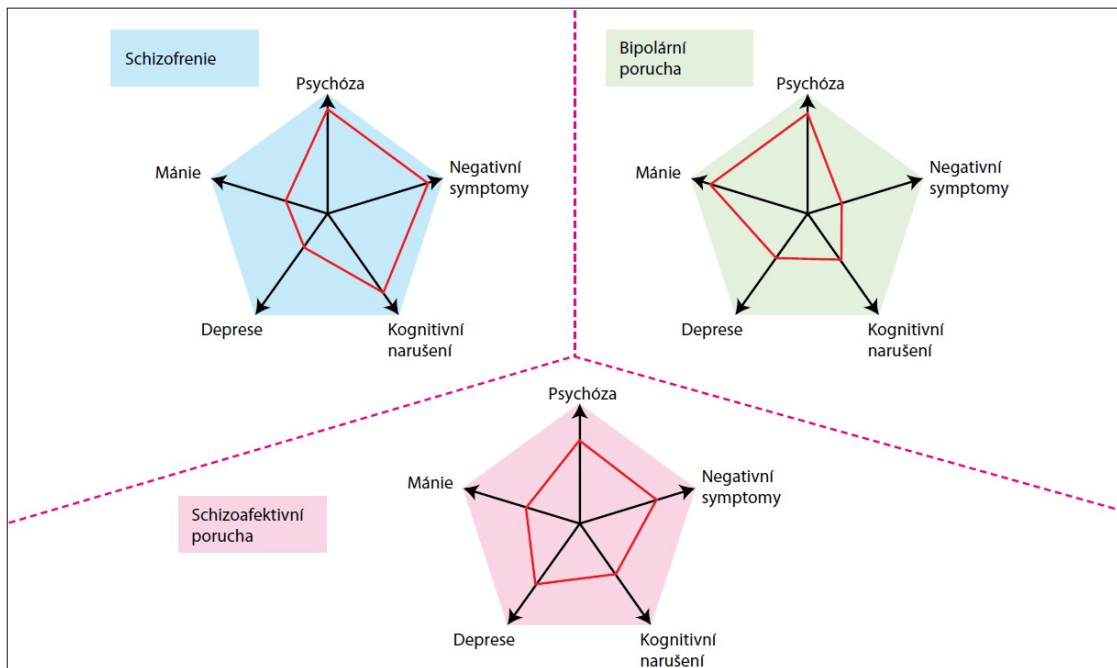 Schizofrenie
Psychóza
Mánie
Negativní
symptomy
Deprese
Kognitivní
narušení
Bipolární
porucha
Psychóza
Mánie
Negativní
symptomy
Deprese
Kognitivní
narušení
Schizoafektivní
porucha
Psychóza
Mánie
Negativní
symptomy
Deprese
Kognitivní
narušení